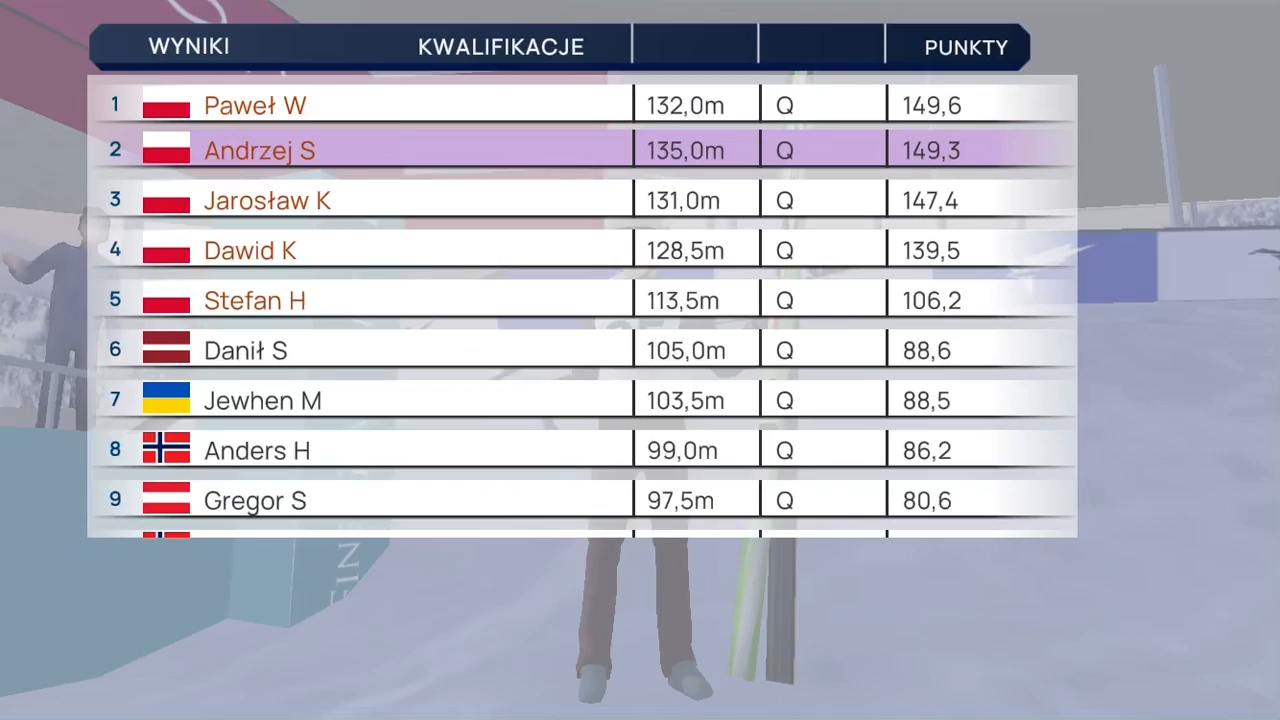 WYNIKI KWALIFIKACJE PUNKTY
1 Paweł W 132,0m Q 149,6
2 Andrzej S 135,0m Q 149,3
3 Jarosław K 131,0m Q 147,4
4 Dawid K 128,5m Q 139,5
5 Stefan H 113,5m Q 106,2
6 Danił S 105,0m Q 88,6
7 Jewhen M 103,5m Q 88,5
8 Anders H 99,0m Q 86,2
9 Gregor S 97,5m Q 80,6